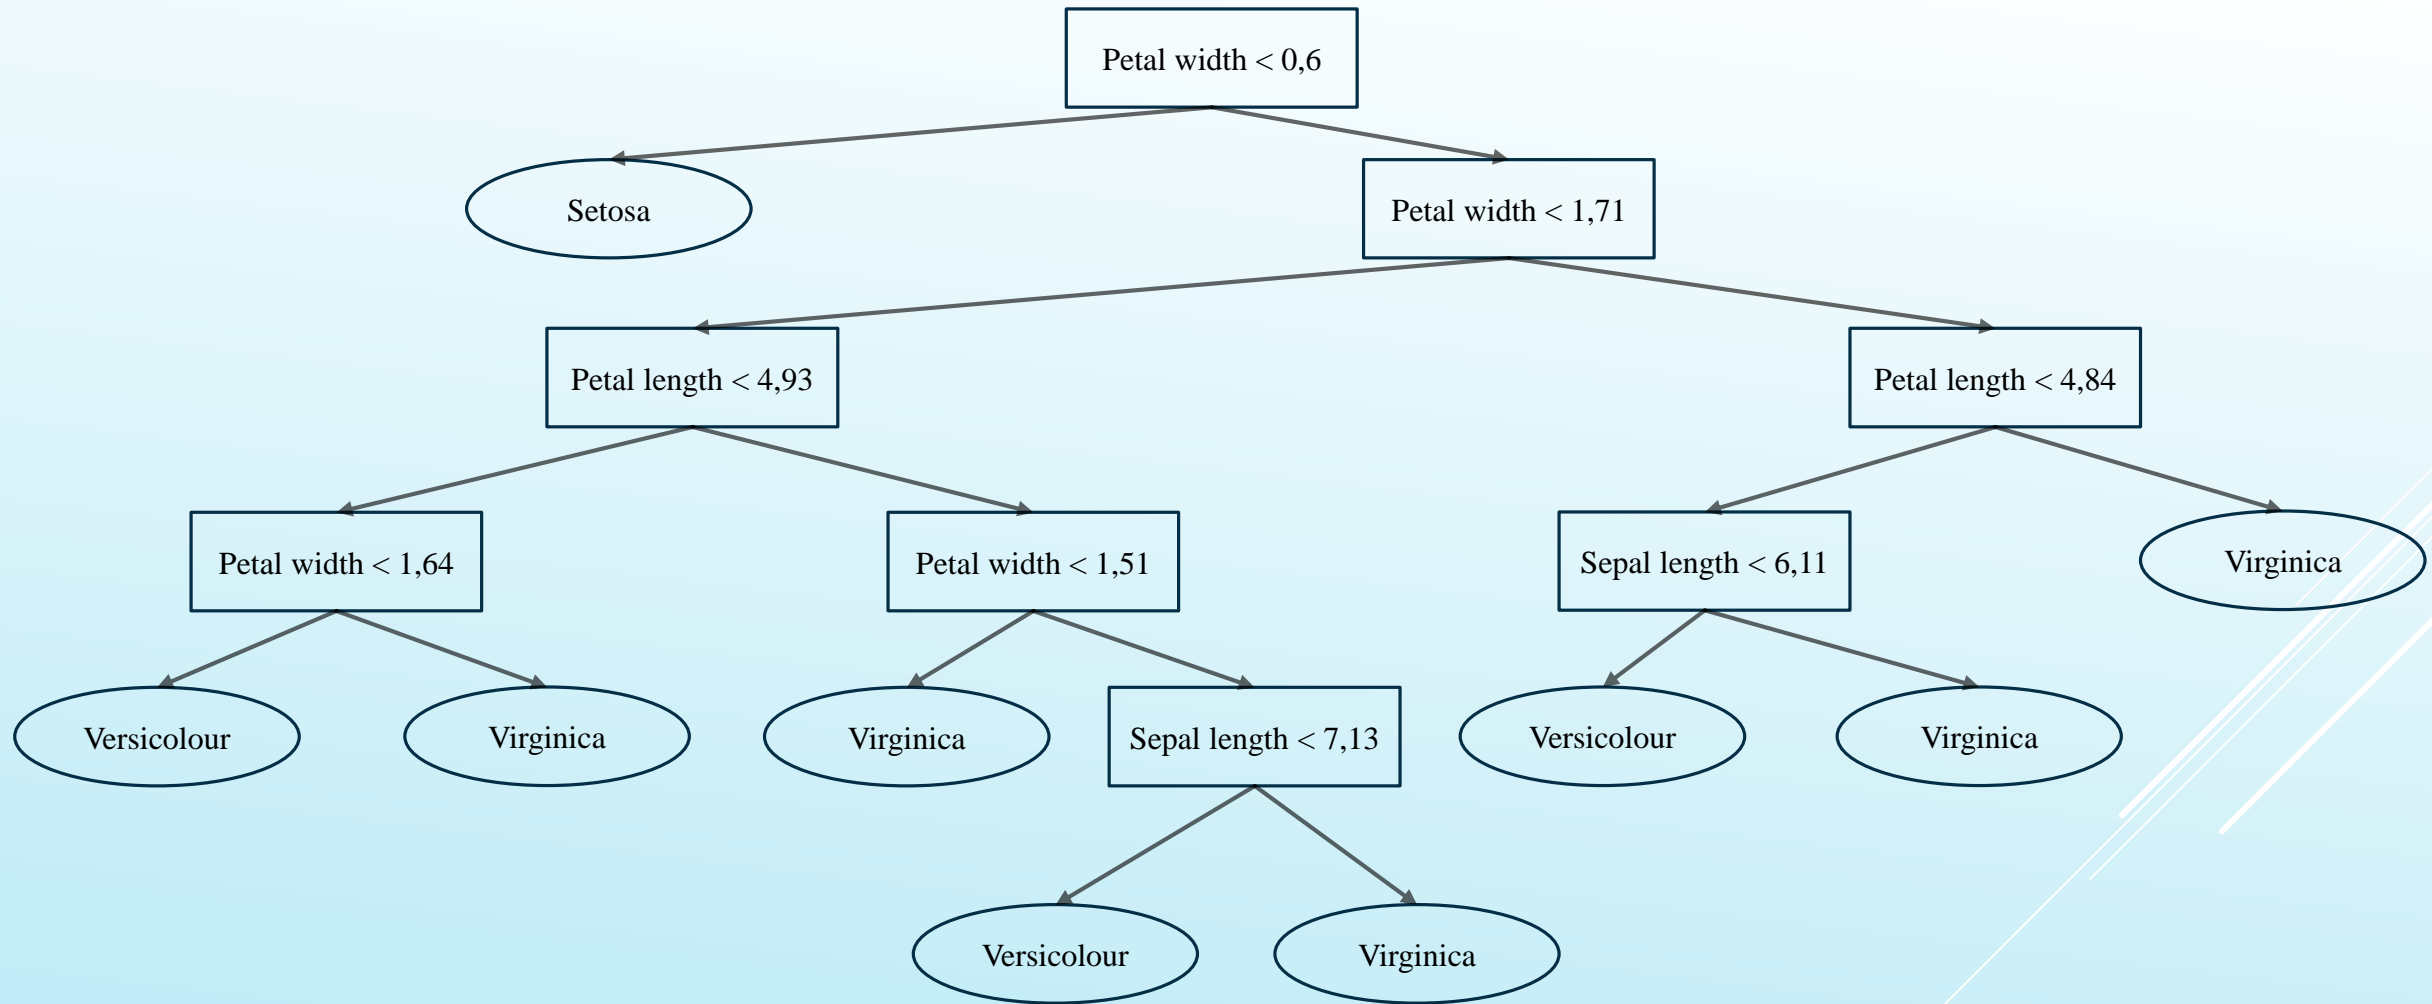 Petal width < 0,6
Setosa
Petal width < 1,71
Petal length < 4,93
Petal length < 4,84
Petal width < 1,64
Petal width < 1,51
Sepal length < 6,11
Virginica
Versicolour
Virginica
Virginica
Sepal length < 7,13
Versicolour
Virginica
Versicolour
Virginica